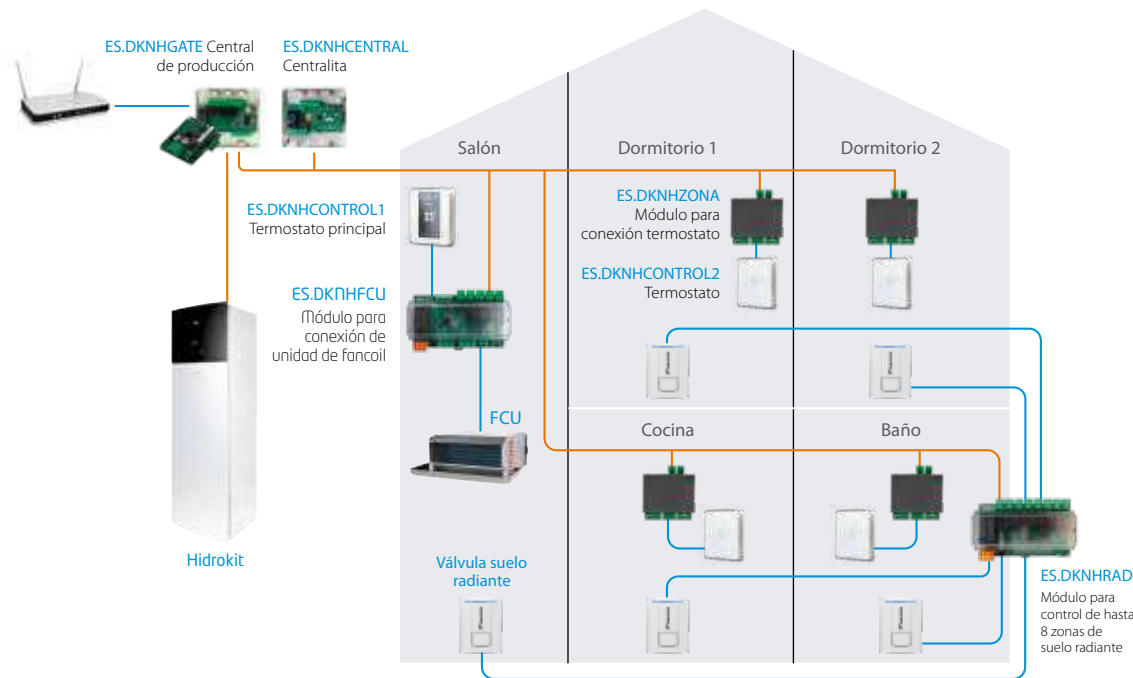 ES.DKNHGATE Central
de producción
ES.DKNHCENTRAL
Centralita
Salón
Dormitorio 1
Dormitorio 2
ES.DKNHCONTROL1
Termostato principal
ES.DKNHZONA
Módulo para
conexión termostato
ES.DKNHCONTROL2
Termostato
ES.DKNHFCU
Módulo para
conexión de
unidad de fancoil
FCU
Cocina
Baño
Hidrokit
Válvula suelo
radiante
ES.DKNHRAD
Módulo para
control de hasta
8 zonas de
suelo radiante